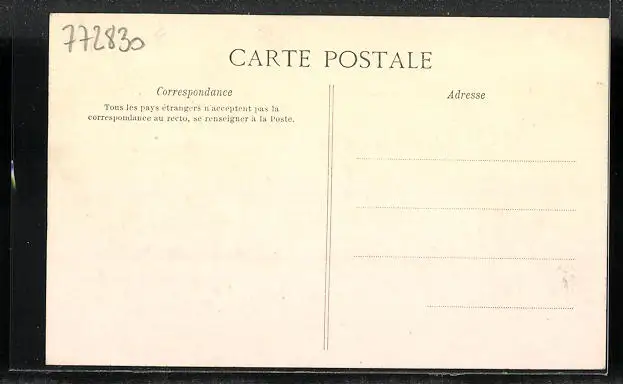 772830
CARTE POSTALE
Correspondance
Tous les pays étrangers n'acceptent pas la
correspondance au recto, se renseigner à la Poste.
Adresse